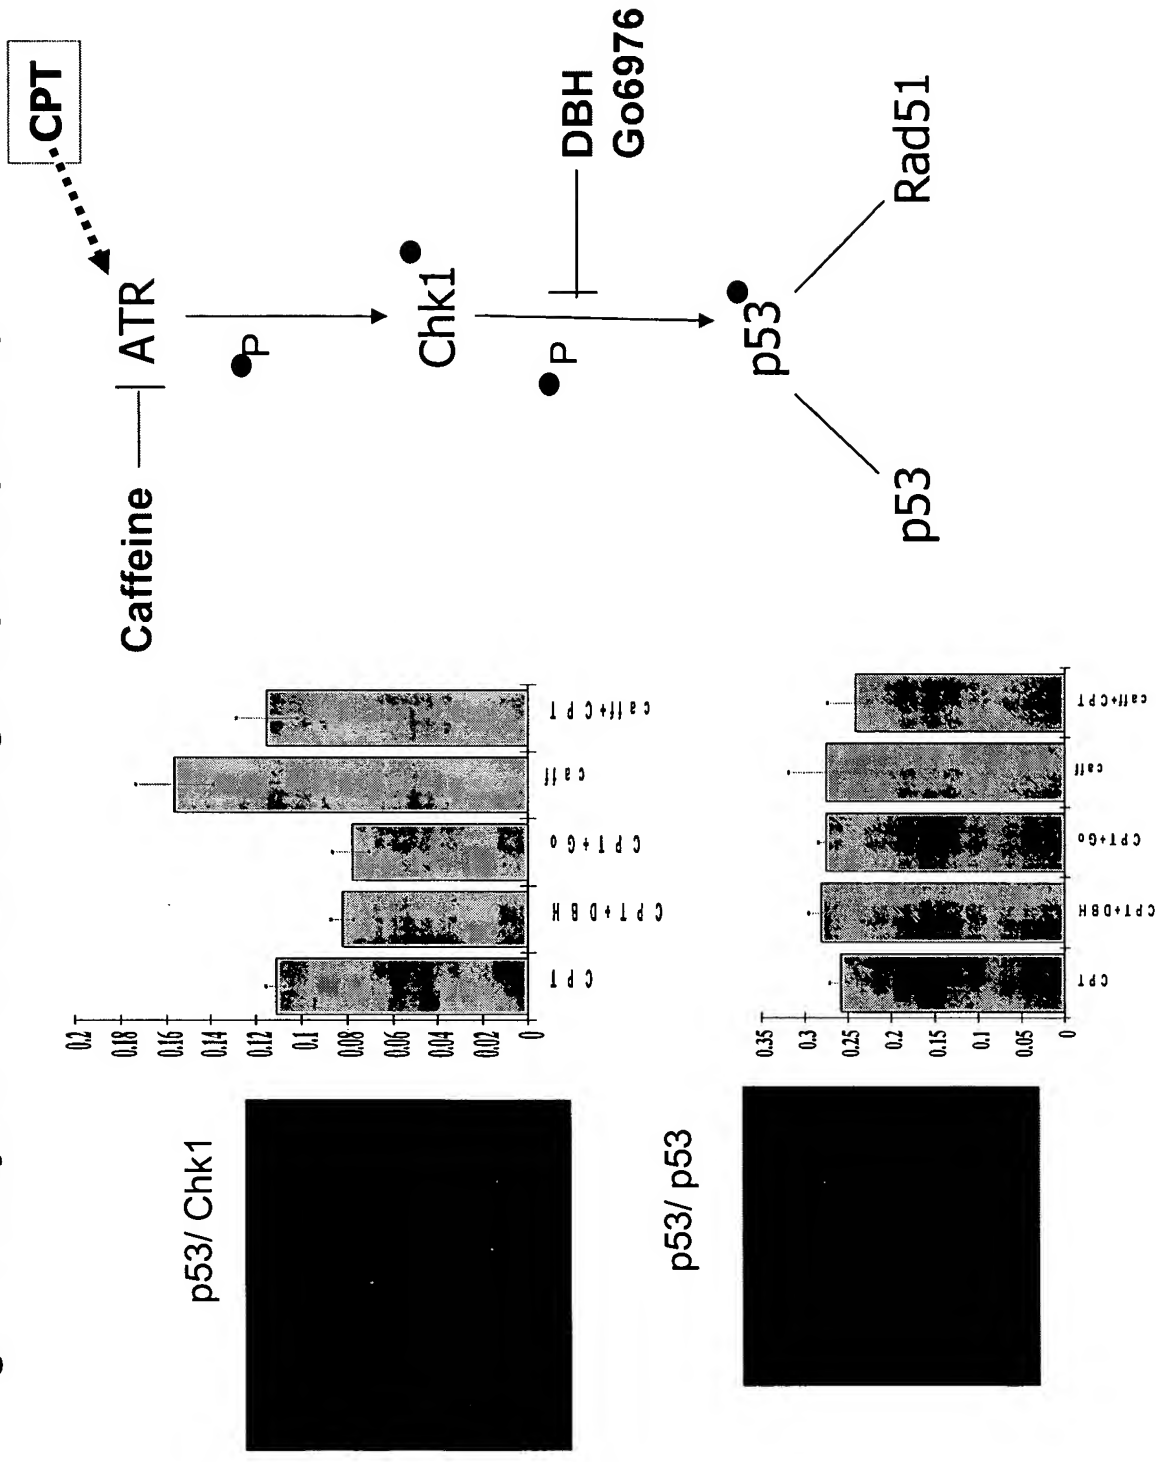 p53/ Chk1
0.2
0.18
0.16
0.14
0.12
0.1
0.08
0.06
0.04
0.02
0
CPT
CPT+DBH
CPT+Go
caff
caff+CPT
p53/ p53
0.35
0.3
0.25
0.2
0.15
0.1
0.05
0
CPT
CPT+DBH
CPT+Go
caff
caff+CPT
CPT
Caffeine
ATR
P
Chk1
P
DBH
Go6976
p53
p53
Rad51